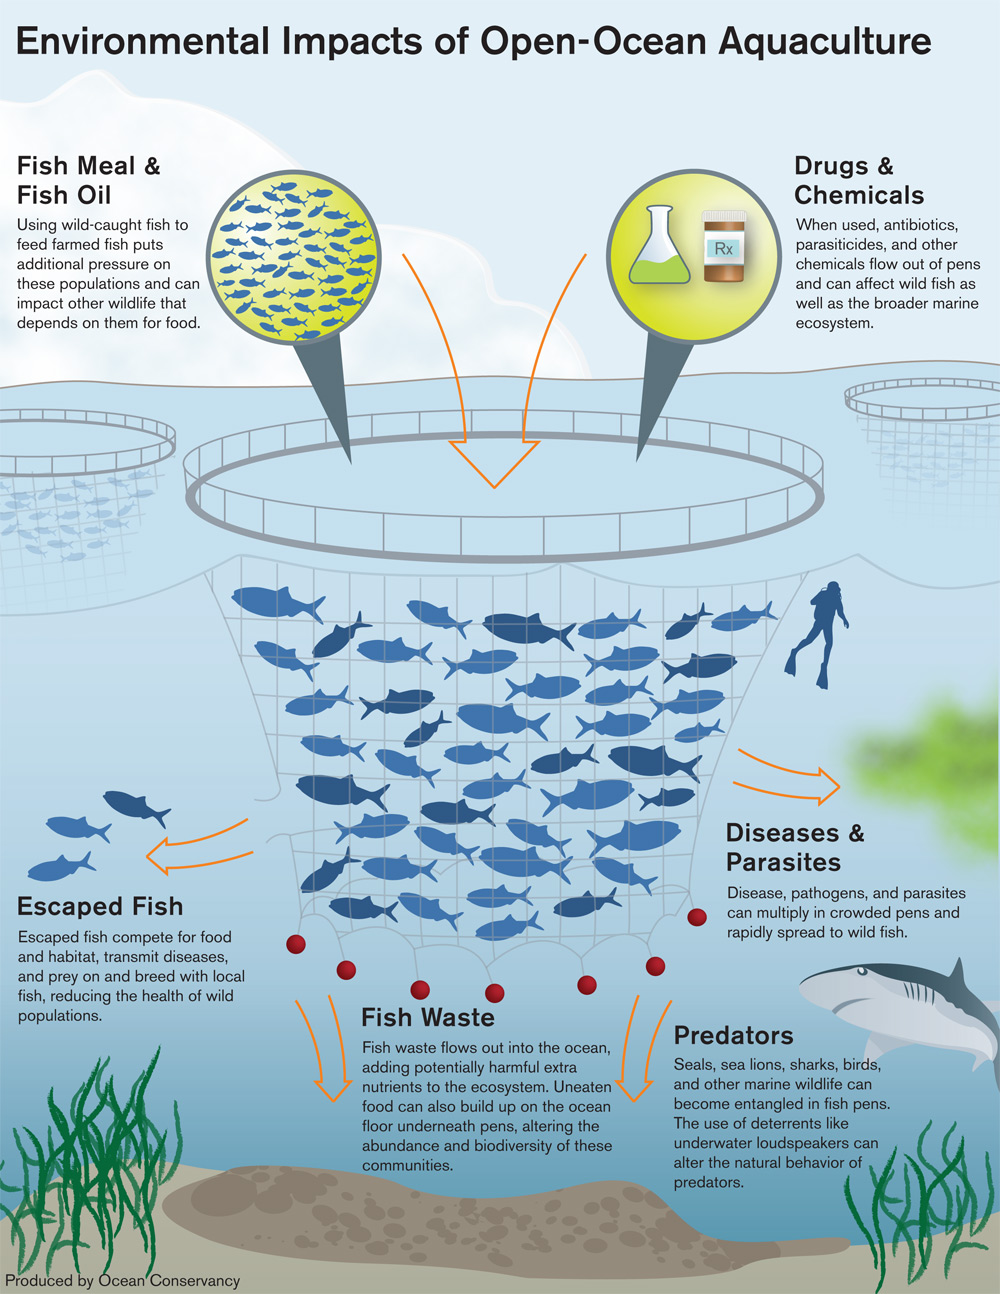 Environmental Impacts of Open-Ocean Aquaculture
Fish Meal &
Fish Oil
Using wild-caught fish to
feed farmed fish puts
additional pressure on
these populations and can
impact other wildlife that
depends on them for food.
Drugs &
Chemicals
When used, antibiotics,
parasiticides, and other
chemicals flow out of pens
and can affect wild fish as
well as the broader marine
ecosystem.
Rx
Diseases &
Parasites
Disease, pathogens, and parasites
can multiply in crowded pens and
rapidly spread to wild fish.
Escaped Fish
Escaped fish compete for food
and habitat, transmit diseases,
and prey on and breed with local
fish, reducing the health of wild
populations.
Fish Waste
Fish waste flows out into the ocean,
adding potentially harmful extra
nutrients to the ecosystem. Uneaten
food can also build up on the ocean
floor underneath pens, altering the
abundance and biodiversity of these
communities.
Predators
Seals, sea lions, sharks, birds,
and other marine wildlife can
become entangled in fish pens.
The use of deterrents like
underwater loudspeakers can
alter the natural behavior of
predators.
Produced by Ocean Conservancy